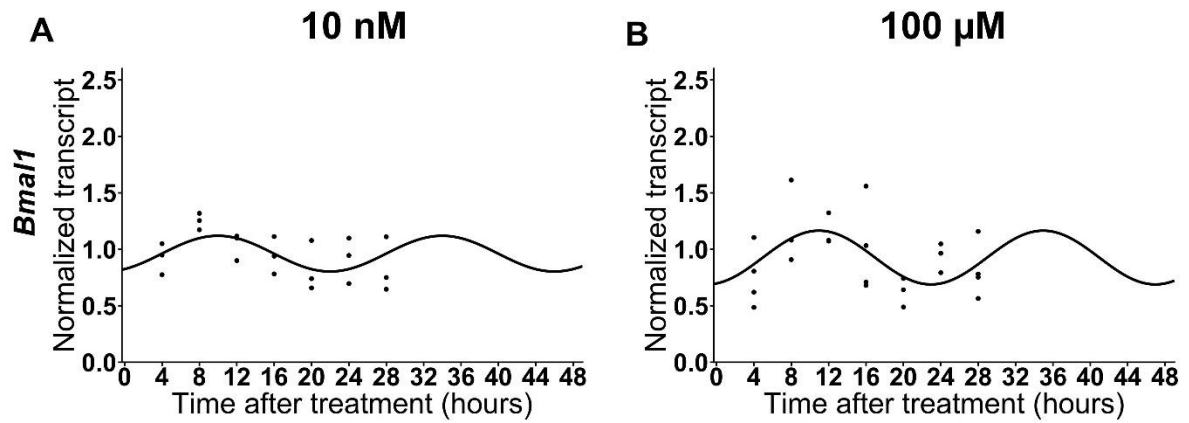 A
10 nM
B
100 µM
Bmal1
Normalized transcript
2.5
2.0
1.5
1.0
0.5
0.0
0 4 8 12 16 20 24 28 32 36 40 44 48
Time after treatment (hours)
Normalized transcript
2.5
2.0
1.5
1.0
0.5
0.0
0 4 8 12 16 20 24 28 32 36 40 44 48
Time after treatment (hours)